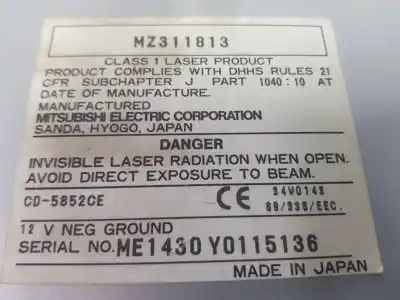 MZ311813
CLASS 1 LASER PRODUCT
PRODUCT COMPLIES WITH DHHS RULES 21
CFR SUBCHAPTER J PART 1040:10 AT
DATE OF MANUFACTURE.
MANUFACTURED
MITSUBISHI ELECTRIC CORPORATION
SANDA, HYOGO, JAPAN
DANGER
INVISIBLE LASER RADIATION WHEN OPEN.
AVOID DIRECT EXPOSURE TO BEAM.
CD-5852CE CE 34W0143
89/336/EEC.
12 V NEG GROUND
SERIAL NO. ME1430 Y0115136
MADE IN JAPAN